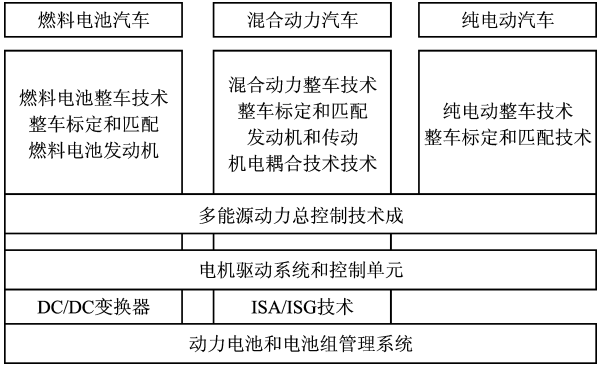 燃料电池汽车
混合动力汽车
纯电动汽车
燃料电池整车技术
整车标定和匹配
燃料电池发动机
混合动力整车技术
整车标定和匹配
发动机和传动
机电耦合技术技术
纯电动整车技术
整车标定和匹配技术
多能源动力总控制技术成
电机驱动系统和控制单元
DC/DC变换器
ISA/ISG技术
动力电池和电池组管理系统